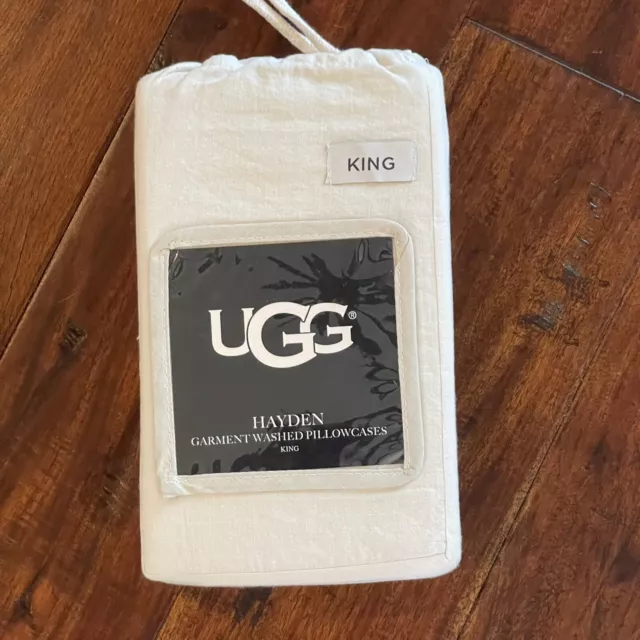 KING
UGG®
HAYDEN
GARMENT WASHED PILLOWCASES
KING